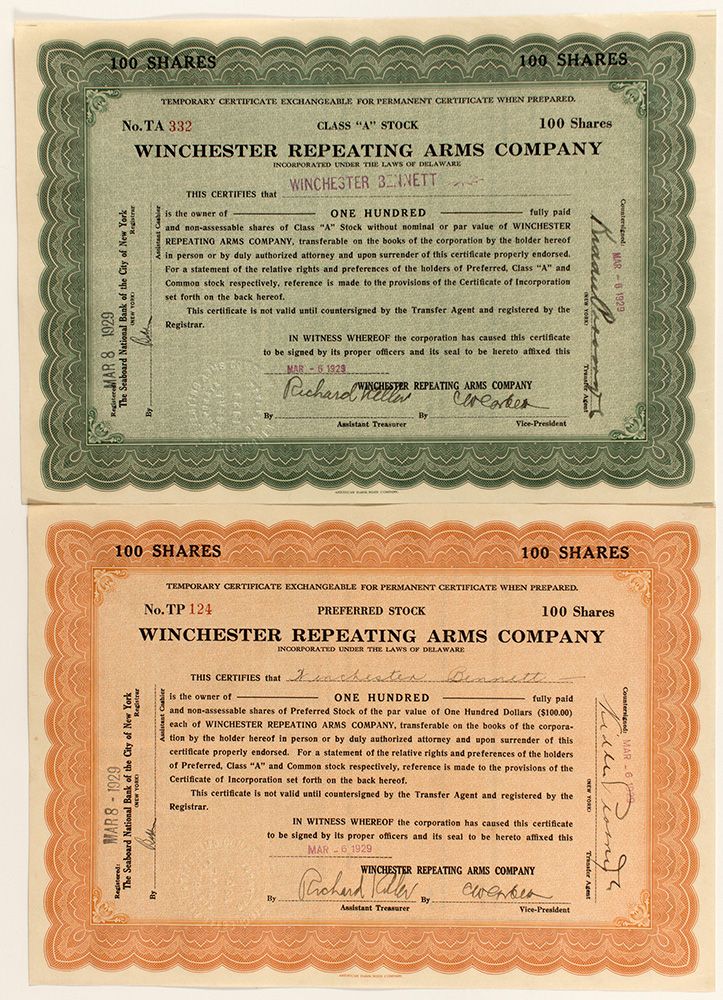 100 SHARES 100 SHARES
TEMPORARY CERTIFICATE EXCHANGEABLE FOR PERMANENT CERTIFICATE WHEN PREPARED.
No. TA 332 CLASS "A" STOCK 100 Shares
WINCHESTER REPEATING ARMS COMPANY
INCORPORATED UNDER THE LAWS OF DELAWARE
THIS CERTIFIES that WINCHESTER BENNETT
is the owner of ONE HUNDRED fully paid
and non-assessable shares of Class "A" Stock without nominal or par value of WINCHESTER
REPEATING ARMS COMPANY, transferable on the books of the corporation by the holder hereof
in person or by duly authorized attorney and upon surrender of this certificate properly endorsed.
For a statement of the relative rights and preferences of the holders of Preferred, Class "A" and
Common stock respectively, reference is made to the provisions of the Certificate of Incorporation
set forth on the back hereof.
This certificate is not valid until countersigned by the Transfer Agent and registered by the
Registrar.
IN WITNESS WHEREOF the corporation has caused this certificate
to be signed by its proper officers and its seal to be hereto affixed this
MAR - 6 1929
WINCHESTER REPEATING ARMS COMPANY
By Richard Keller By
Assistant Treasurer Vice-President
Registered: MAR 8 1929
The Seaboard National Bank of the City of New York
(NEW YORK) Registrar
By Assistant Cashier
Countersigned: MAR - 6 1929
(NEW YORK)
Transfer Agent
AMERICAN BANK NOTE COMPANY.
100 SHARES 100 SHARES
TEMPORARY CERTIFICATE EXCHANGEABLE FOR PERMANENT CERTIFICATE WHEN PREPARED.
No. TP 124 PREFERRED STOCK 100 Shares
WINCHESTER REPEATING ARMS COMPANY
INCORPORATED UNDER THE LAWS OF DELAWARE
THIS CERTIFIES that Winchester Bennett
is the owner of ONE HUNDRED fully paid
and non-assessable shares of Preferred Stock of the par value of One Hundred Dollars ($100.00)
each of WINCHESTER REPEATING ARMS COMPANY, transferable on the books of the corpora-
tion by the holder hereof in person or by duly authorized attorney and upon surrender of this
certificate properly endorsed. For a statement of the relative rights and preferences of the holders
of Preferred, Class "A" and Common stock respectively, reference is made to the provisions of the
Certificate of Incorporation set forth on the back hereof.
This certificate is not valid until countersigned by the Transfer Agent and registered by the
Registrar.
IN WITNESS WHEREOF the corporation has caused this certificate
to be signed by its proper officers and its seal to be hereto affixed this
MAR - 6 1929
WINCHESTER REPEATING ARMS COMPANY
By Richard Keller By
Assistant Treasurer Vice-President
Registered: MAR 8 - 1929
The Seaboard National Bank of the City of New York
(NEW YORK) Registrar
By Assistant Cashier
Countersigned: MAR - 6 1929
(NEW YORK)
Transfer Agent
AMERICAN BANK NOTE COMPANY.